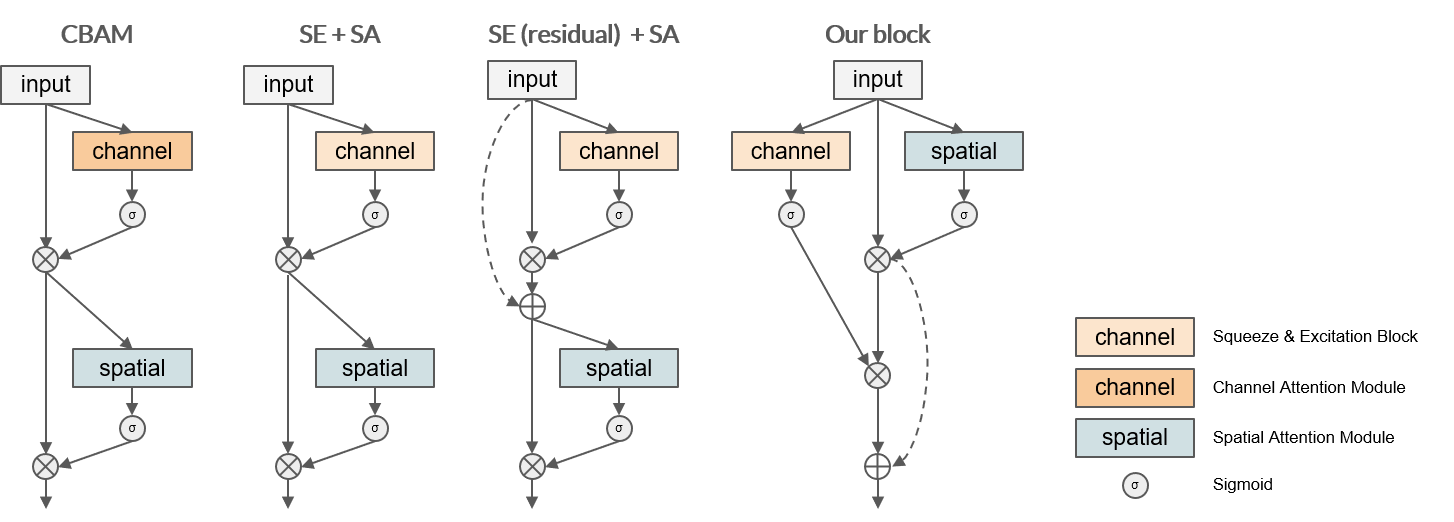 CBAM
input
channel
σ
spatial
σ
SE + SA
input
channel
σ
spatial
σ
SE (residual) + SA
input
channel
σ
spatial
σ
Our block
input
channel
spatial
σ
σ
channel Squeeze & Excitation Block
channel Channel Attention Module
spatial Spatial Attention Module
σ Sigmoid